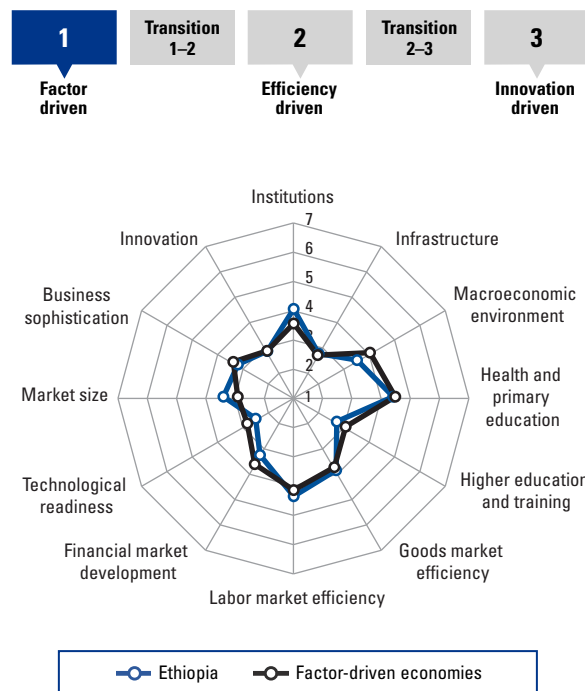 1
Transition
1–2
2
Transition
2–3
3
Factor
driven
Efficiency
driven
Innovation
driven
Institutions
7
Innovation
Infrastructure
6
5
Business
sophistication
Macroeconomic
environment
4
3
2
Market size
1
Health and
primary
education
Technological
readiness
Higher education
and training
Financial market
development
Goods market
efficiency
Labor market efficiency
Ethiopia
Factor-driven economies